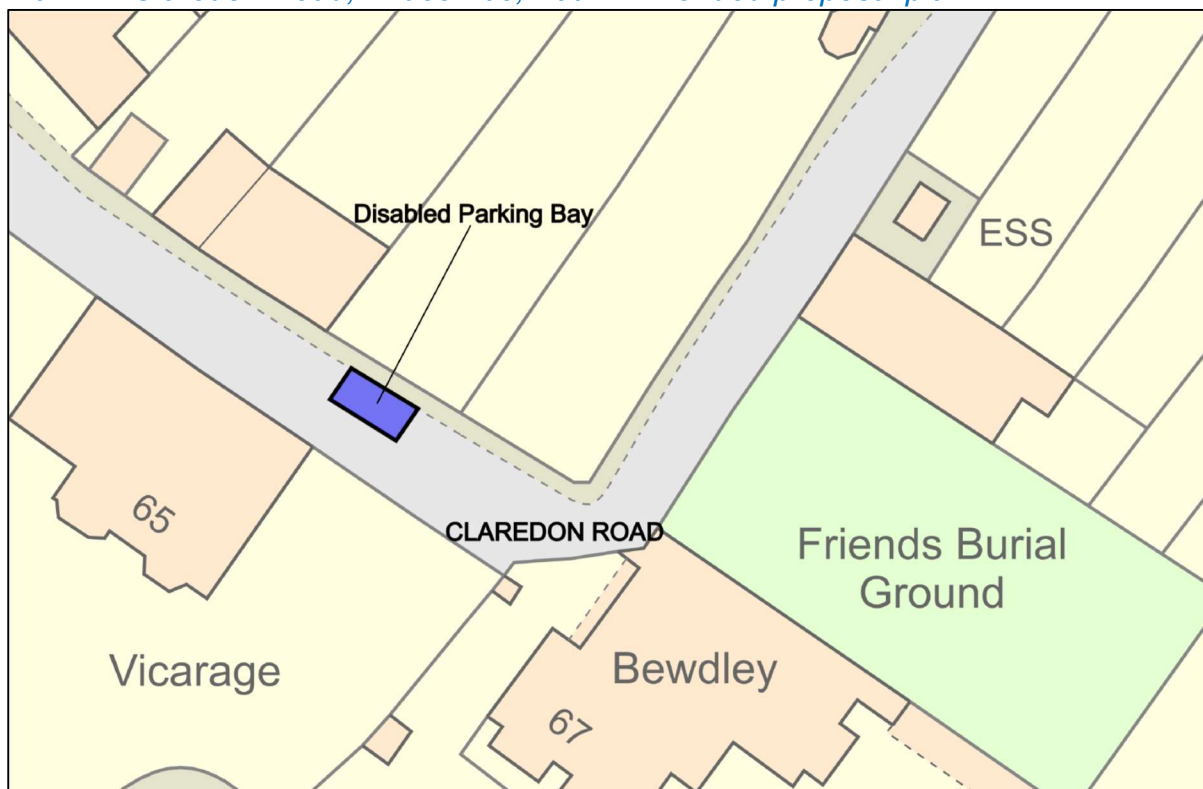 Disabled Parking Bay
ESS
65
CLAREDON ROAD
Friends Burial
Ground
Vicarage
Bewdley
67